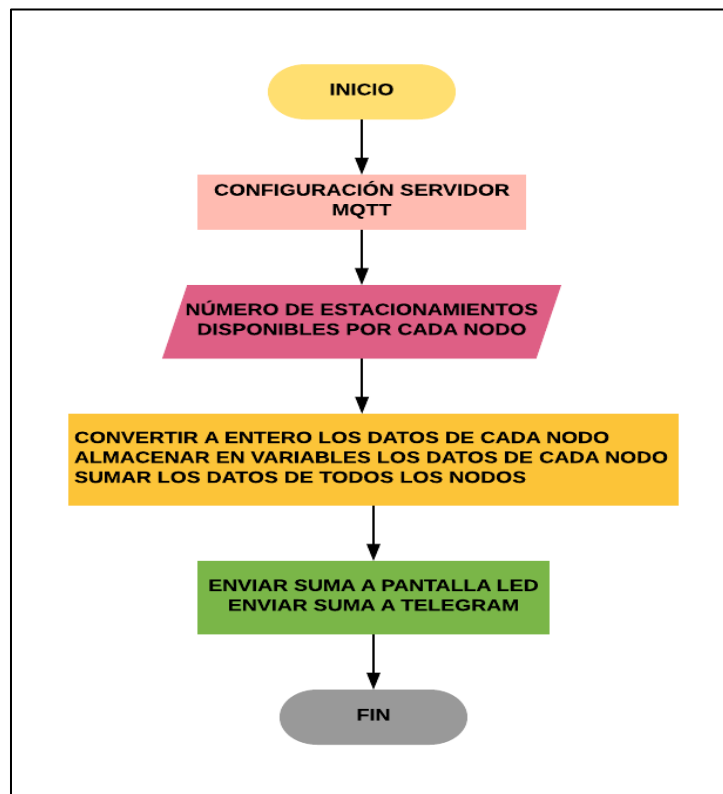 INICIO
CONFIGURACIÓN SERVIDOR
MQTT
NÚMERO DE ESTACIONAMIENTOS
DISPONIBLES POR CADA NODO
CONVERTIR A ENTERO LOS DATOS DE CADA NODO
ALMACENAR EN VARIABLES LOS DATOS DE CADA NODO
SUMAR LOS DATOS DE TODOS LOS NODOS
ENVIAR SUMA A PANTALLA LED
ENVIAR SUMA A TELEGRAM
FIN